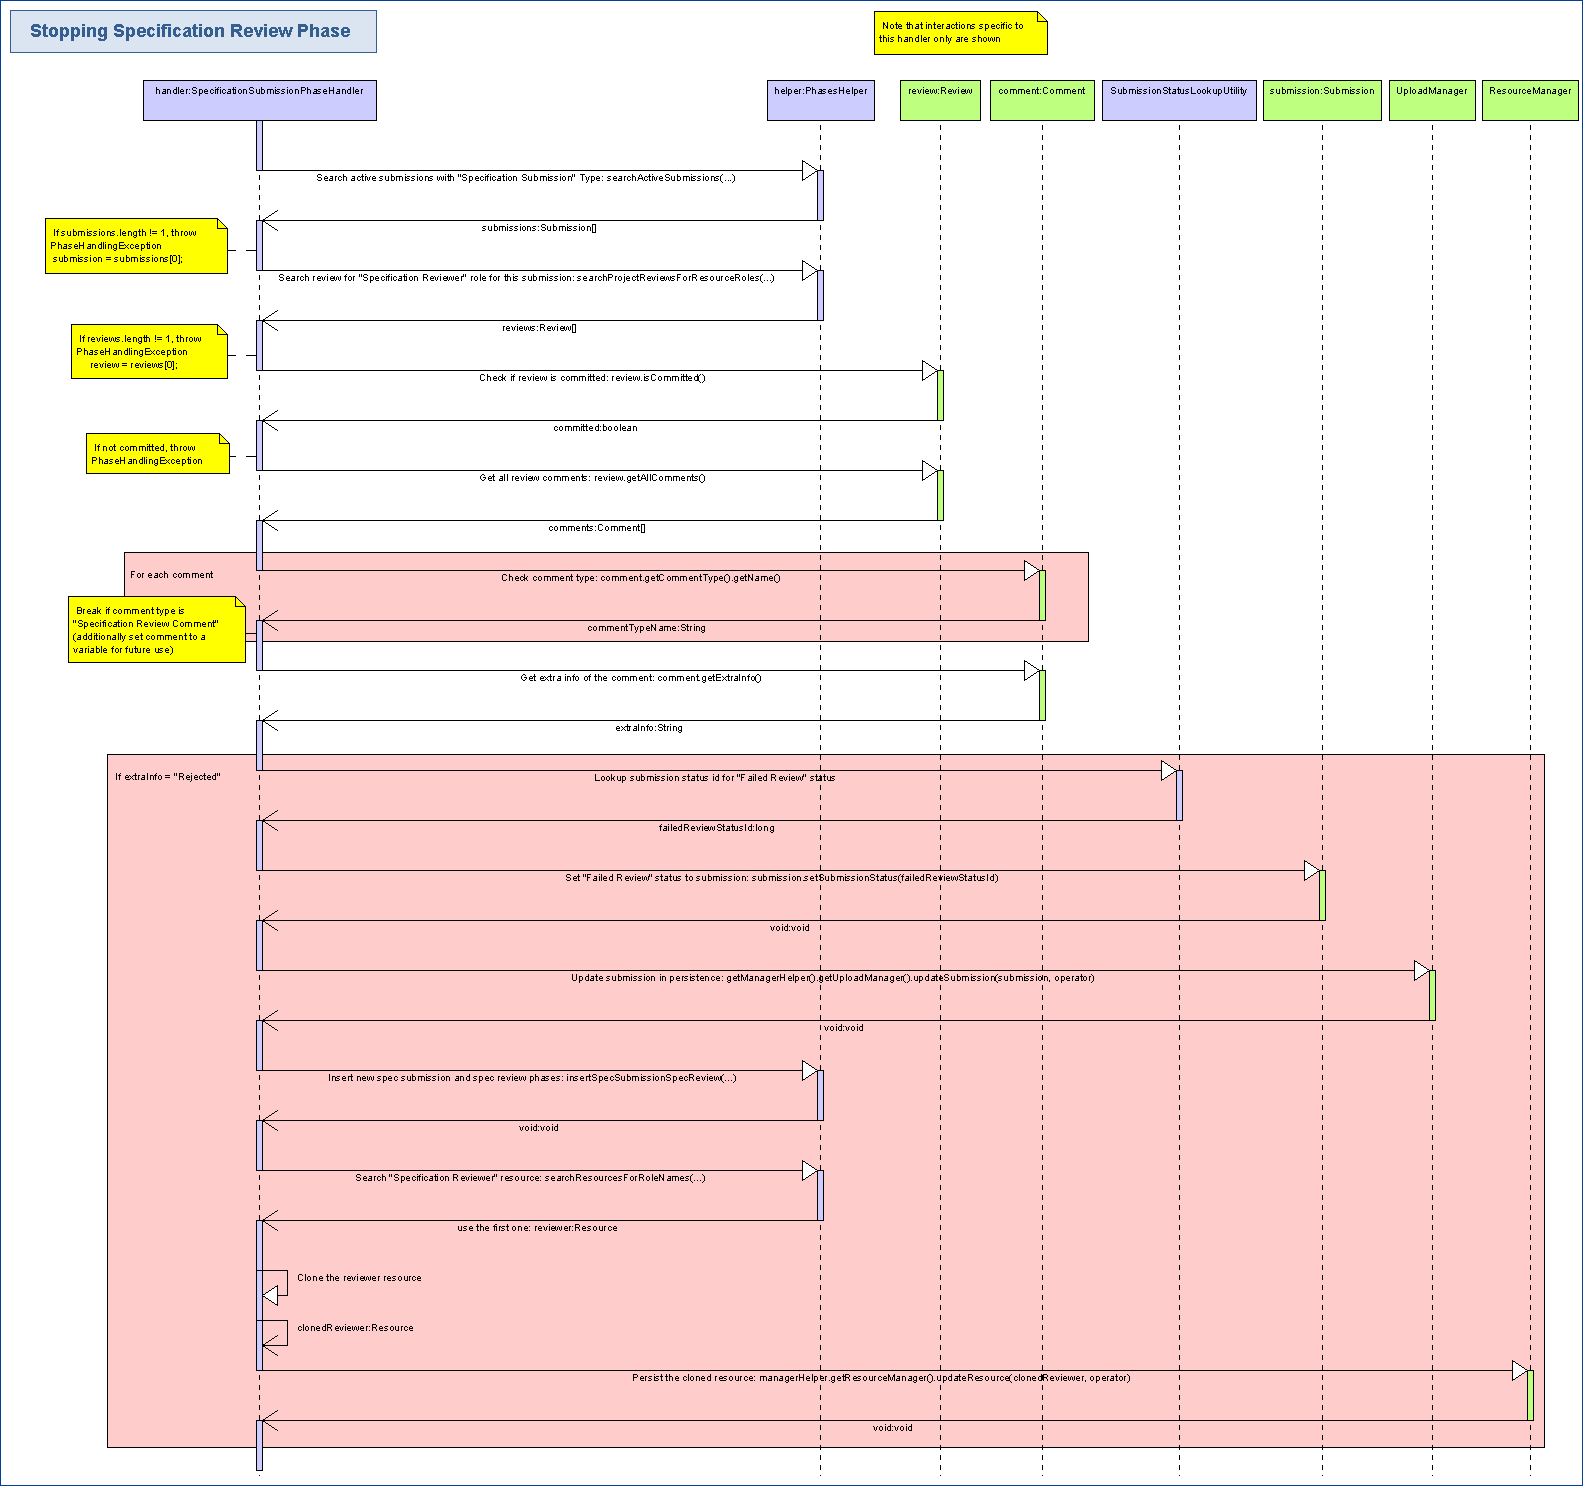 Stopping Specification Review Phase
Note that interactions specific to
this handler only are shown
handler:SpecificationSubmissionPhaseHandler
helper:PhasesHelper
review:Review
comment:Comment
SubmissionStatusLookupUtility
submission:Submission
UploadManager
ResourceManager
Search active submissions with "Specification Submission" Type: searchActiveSubmissions(...)
submissions:Submission[]
If submissions.length != 1, throw
PhaseHandlingException
submission = submissions[0];
Search review for "Specification Reviewer" role for this submission: searchProjectReviewsForResourceRoles(...)
reviews:Review[]
If reviews.length != 1, throw
PhaseHandlingException
review = reviews[0];
Check if review is committed: review.isCommitted()
committed:boolean
If not committed, throw
PhaseHandlingException
Get all review comments: review.getAllComments()
comments:Comment[]
For each comment
Check comment type: comment.getCommentType().getName()
Break if comment type is
"Specification Review Comment"
(additionally set comment to a
variable for future use)
commentTypeName:String
Get extra info of the comment: comment.getExtraInfo()
extraInfo:String
If extraInfo = "Rejected"
Lookup submission status id for "Failed Review" status
failedReviewStatusId:long
Set "Failed Review" status to submission: submission.setSubmissionStatus(failedReviewStatusId)
void:void
Update submission in persistence: getManagerHelper().getUploadManager().updateSubmission(submission, operator)
void:void
Insert new spec submission and spec review phases: insertSpecSubmissionSpecReview(...)
void:void
Search "Specification Reviewer" resource: searchResourcesForRoleNames(...)
use the first one: reviewer:Resource
Clone the reviewer resource
clonedReviewer:Resource
Persist the cloned resource: managerHelper.getResourceManager().updateResource(clonedReviewer, operator)
void:void